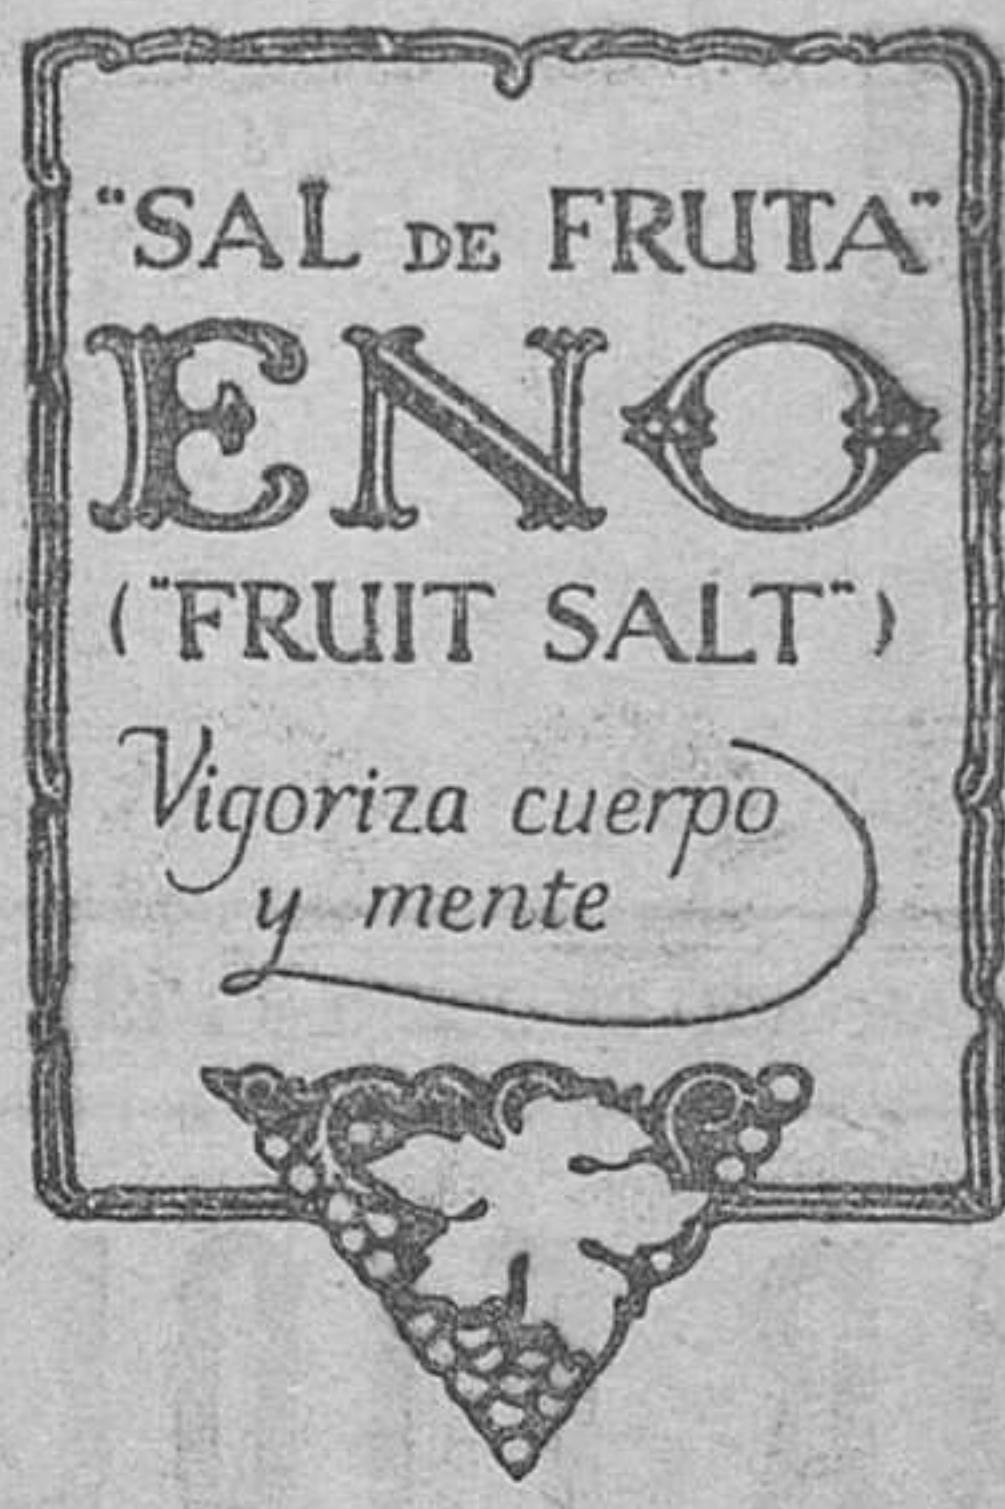 "SAL DE FRUTA"
ENO
("FRUIT SALT")
Vigoriza cuerpo
y mente